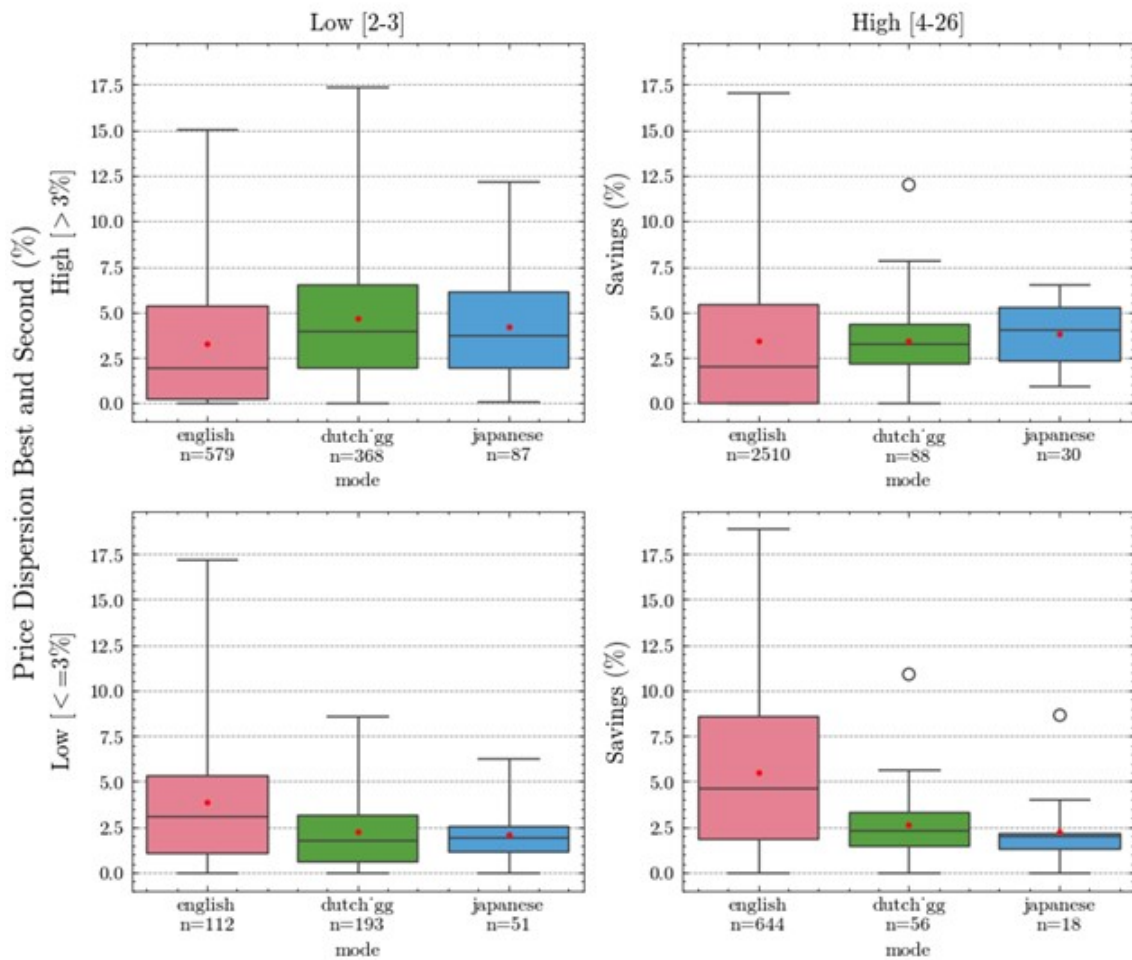 Low [2-3]
High [4-26]
Price Dispersion Best and Second (%)
High [> 3%]
17.5
15.0
12.5
10.0
7.5
5.0
2.5
0.0
english
n=579
dutch˙gg
n=368
japanese
n=87
mode
Savings (%)
17.5
15.0
12.5
10.0
7.5
5.0
2.5
0.0
english
n=2510
dutch˙gg
n=88
japanese
n=30
mode
Low [< =3%]
17.5
15.0
12.5
10.0
7.5
5.0
2.5
0.0
english
n=112
dutch˙gg
n=193
japanese
n=51
mode
Savings (%)
17.5
15.0
12.5
10.0
7.5
5.0
2.5
0.0
english
n=644
dutch˙gg
n=56
japanese
n=18
mode